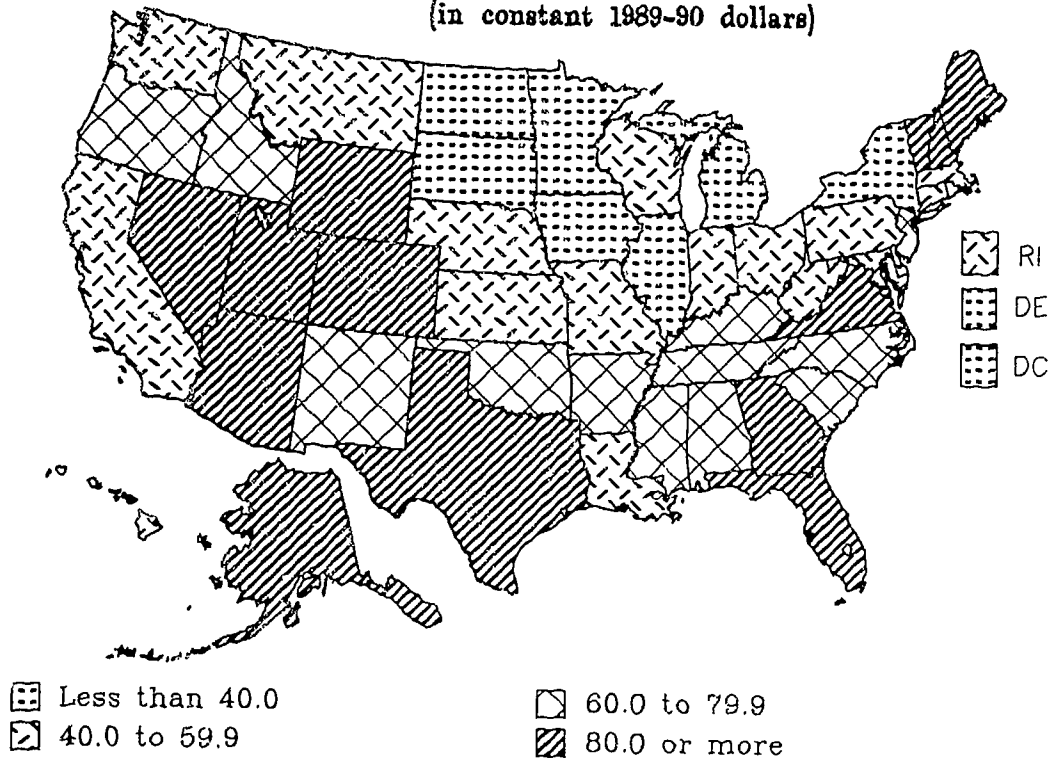 (in constant 1989-90 dollars)
RI
DE
DC
Less than 40.0
40.0 to 59.9
60.0 to 79.9
80.0 or more